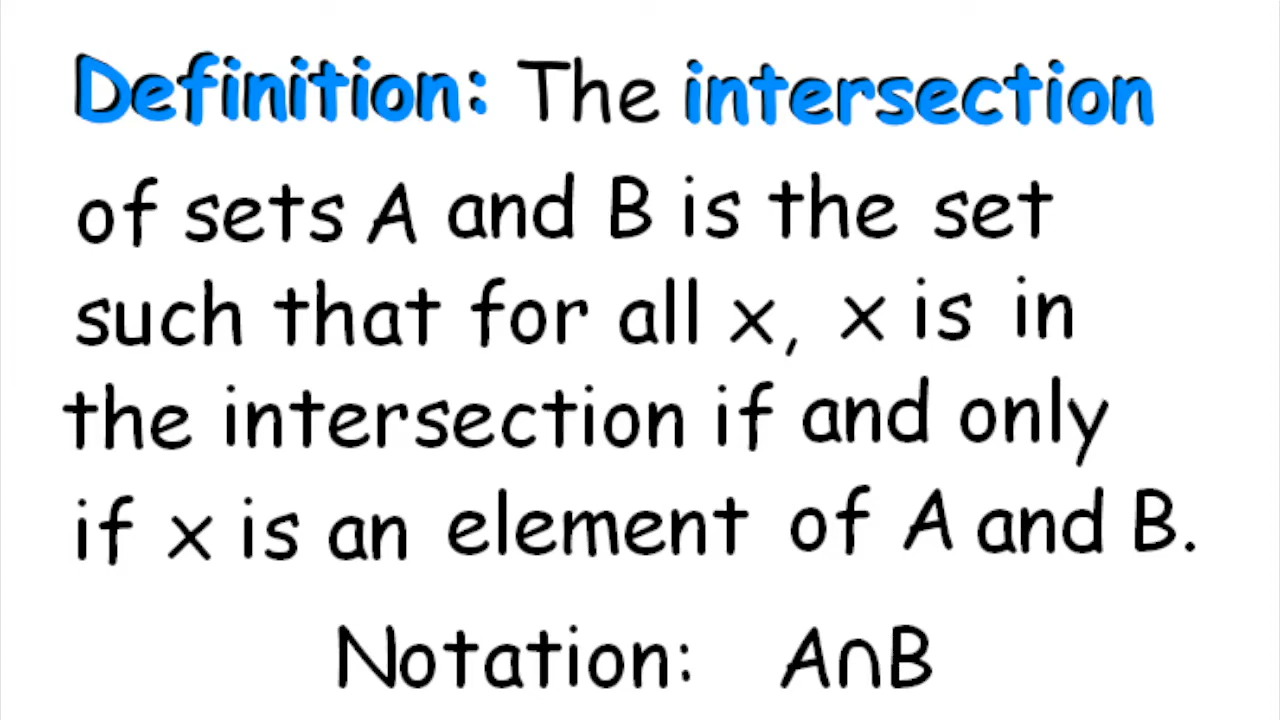 Definition: The intersection
of sets A and B is the set
such that for all x, x is in
the intersection if and only
if x is an element of A and B.
Notation: A∩B